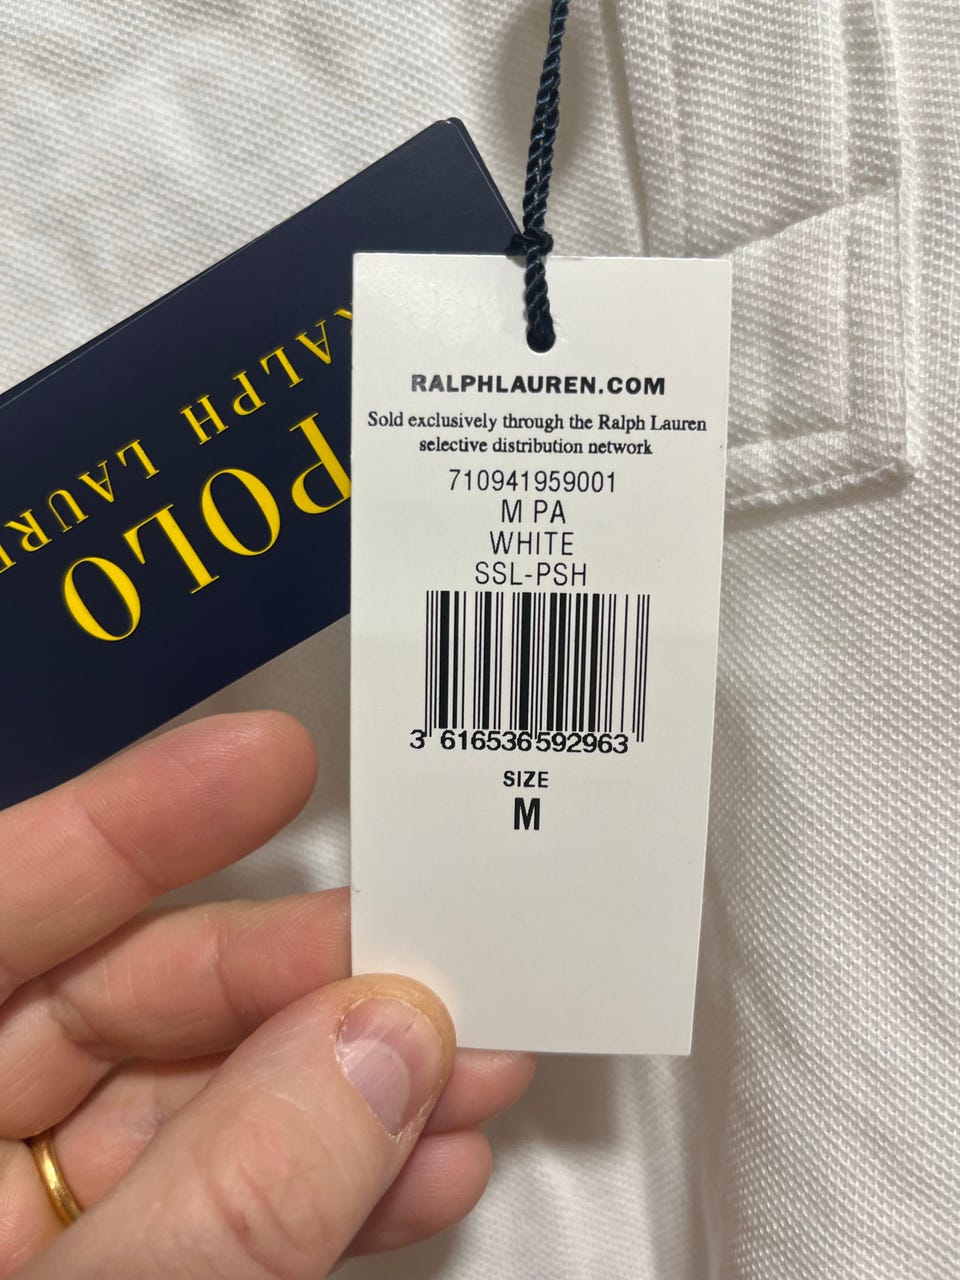 RALPHLAUREN.COM
Sold exclusively through the Ralph Lauren
selective distribution network
710941959001
M PA
WHITE
SSL-PSH
3 616536 592963
SIZE
M
POLO
RALPH LAURE